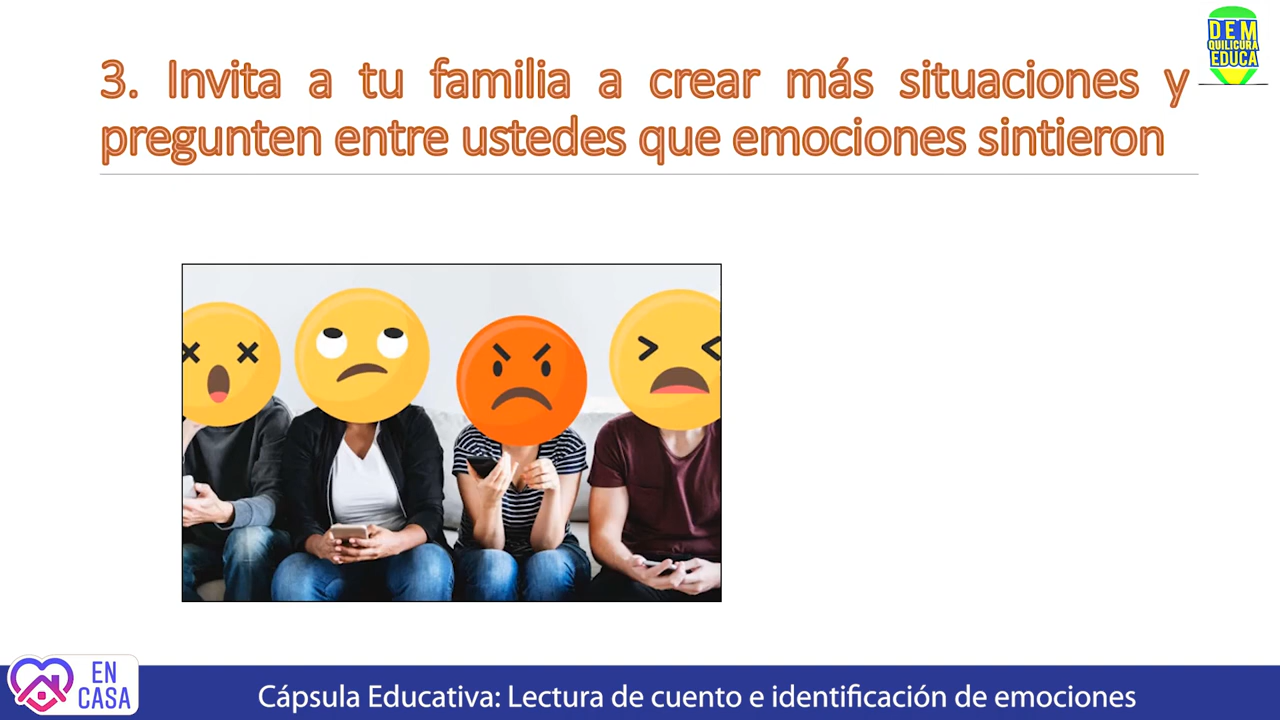 DEM
QUILICURA
EDUCA
3. Invita a tu familia a crear más situaciones y
pregunten entre ustedes que emociones sintieron
EN
CASA
Cápsula Educativa: Lectura de cuento e identificación de emociones